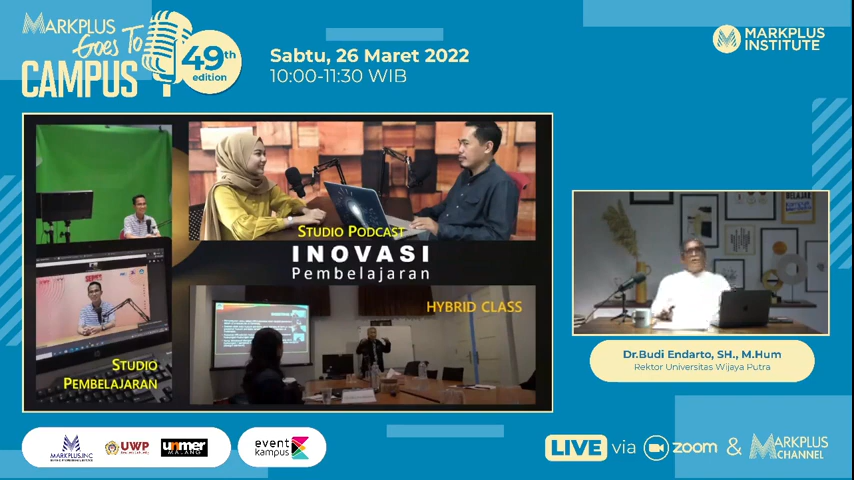 MARKPLUS
Goes To
CAMPUS
49th
edition
Sabtu, 26 Maret 2022
10:00-11:30 WIB
MARKPLUS
INSTITUTE
STUDIO PODCAST
INOVASI
Pembelajaran
HYBRID CLASS
STUDIO
PEMBELAJARAN
Dr.Budi Endarto, SH., M.Hum
Rektor Universitas Wijaya Putra
MARKPLUS,INC
UWP
unmer
MALANG
event
kampus
LIVE via zoom & MARKPLUS
CHANNEL